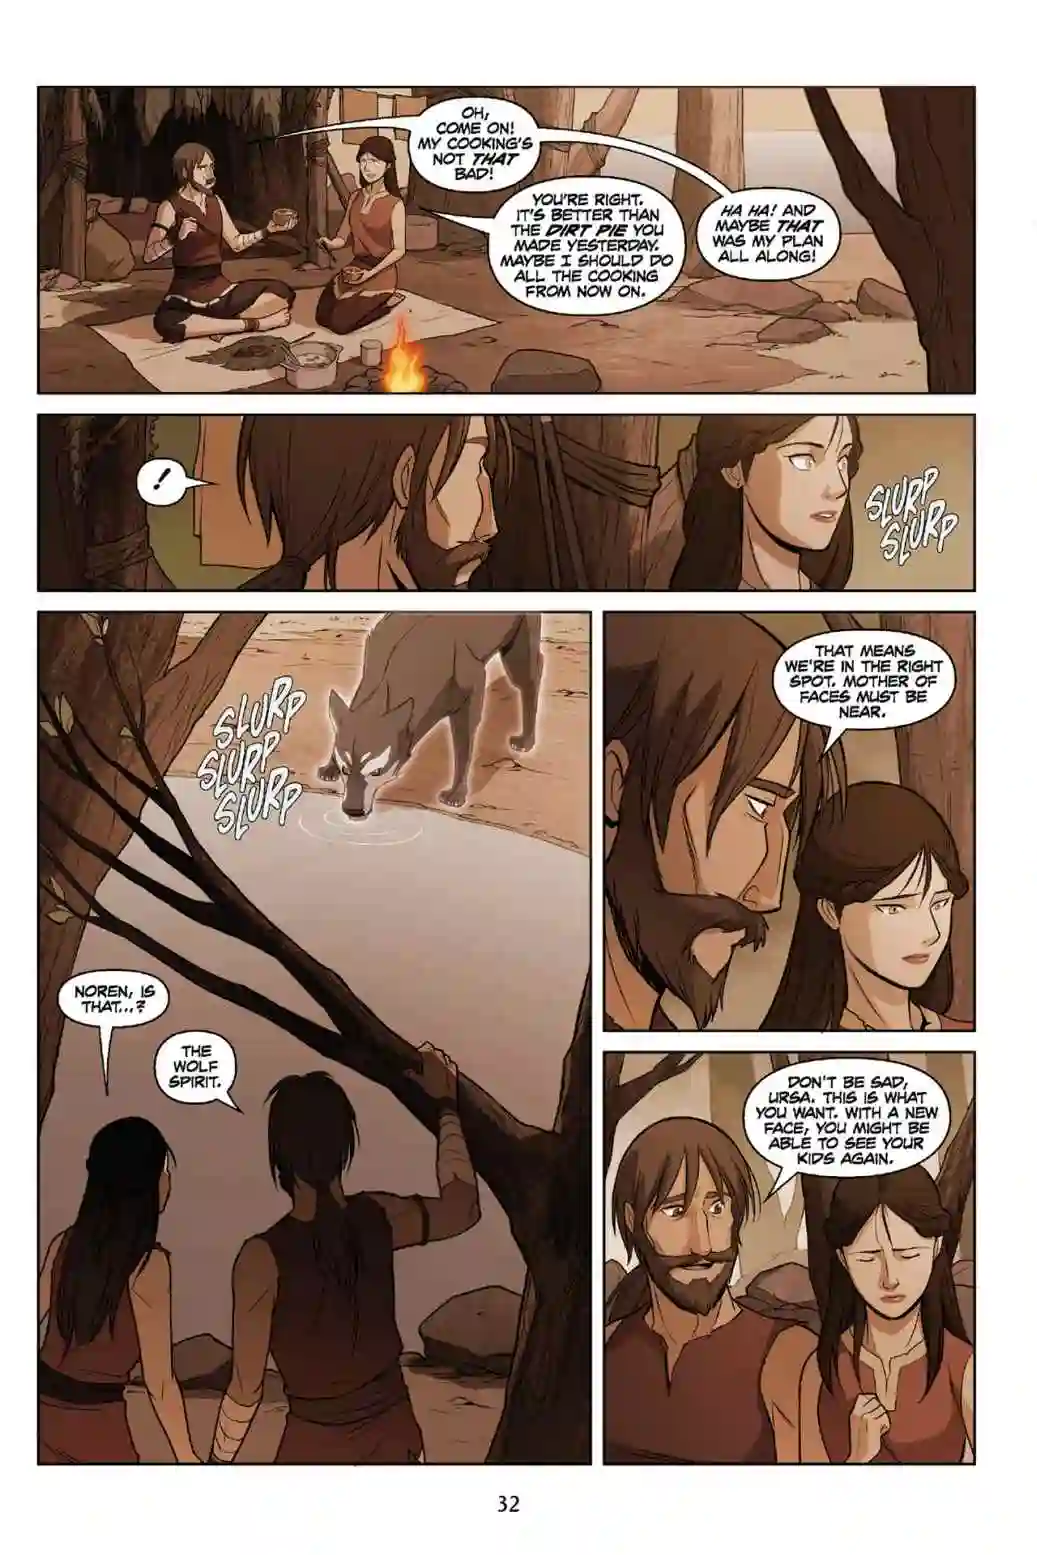 OH,
COME ON!
MY COOKING'S
NOT THAT
BAD!
YOU'RE RIGHT.
IT'S BETTER THAN
THE DIRT PIE YOU
MADE YESTERDAY.
MAYBE I SHOULD DO
ALL THE COOKING
FROM NOW ON.
HA HA! AND
MAYBE THAT
WAS MY PLAN
ALL ALONG!
!
SLURP
SLURP
SLURP
SLURP
SLURP
NOREN, IS
THAT...?
THE
WOLF
SPIRIT.
THAT MEANS
WE'RE IN THE RIGHT
SPOT. MOTHER OF
FACES MUST BE
NEAR.
DON'T BE SAD,
URSA. THIS IS WHAT
YOU WANT. WITH A NEW
FACE, YOU MIGHT BE
ABLE TO SEE YOUR
KIDS AGAIN.
32